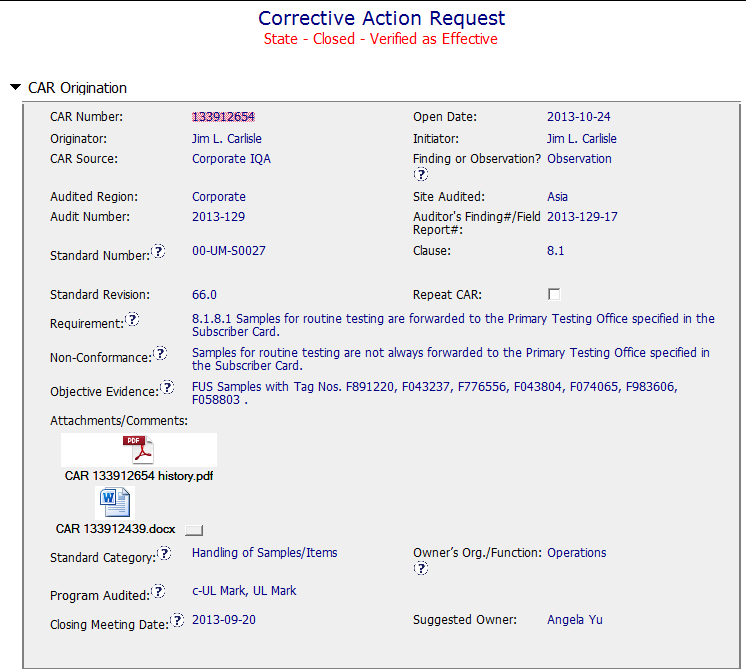 Corrective Action Request
State - Closed - Verified as Effective
CAR Origination
CAR Number: 133912654 Open Date: 2013-10-24
Originator: Jim L. Carlisle Initiator: Jim L. Carlisle
CAR Source: Corporate IQA Finding or Observation? Observation
?
Audited Region: Corporate Site Audited: Asia
Audit Number: 2013-129 Auditor's Finding#/Field 2013-129-17
Report#:
Standard Number: ? 00-UM-S0027 Clause: 8.1
Standard Revision: 66.0 Repeat CAR:
Requirement: ? 8.1.8.1 Samples for routine testing are forwarded to the Primary Testing Office specified in the
Subscriber Card.
Non-Conformance: ? Samples for routine testing are not always forwarded to the Primary Testing Office specified in
the Subscriber Card.
Objective Evidence: ? FUS Samples with Tag Nos. F891220, F043237, F776556, F043804, F074065, F983606,
F058803 .
Attachments/Comments:
PDF
CAR 133912654 history.pdf
W
CAR 133912439.docx
Standard Category: ? Handling of Samples/Items Owner's Org./Function: Operations
?
Program Audited: ? c-UL Mark, UL Mark
Closing Meeting Date: ? 2013-09-20 Suggested Owner: Angela Yu